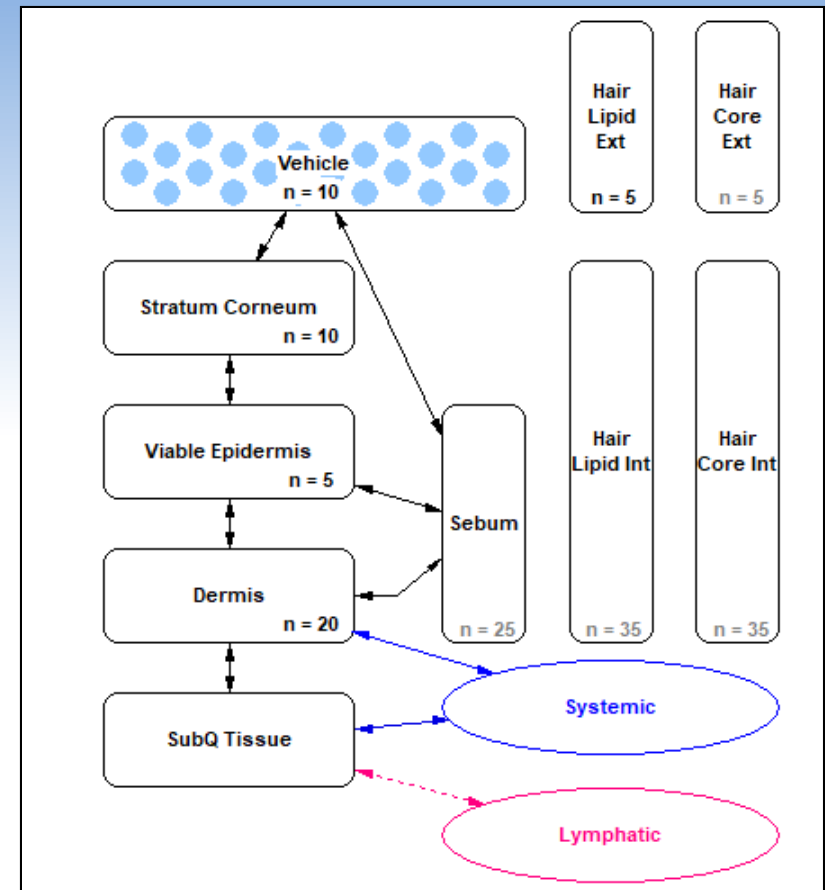 Hair
Lipid
Ext
n = 5
Hair
Core
Ext
n = 5
Vehicle
n = 10
Stratum Corneum
n = 10
Viable Epidermis
n = 5
Sebum
n = 25
Hair
Lipid Int
n = 35
Hair
Core Int
n = 35
Dermis
n = 20
SubQ Tissue
Systemic
Lymphatic